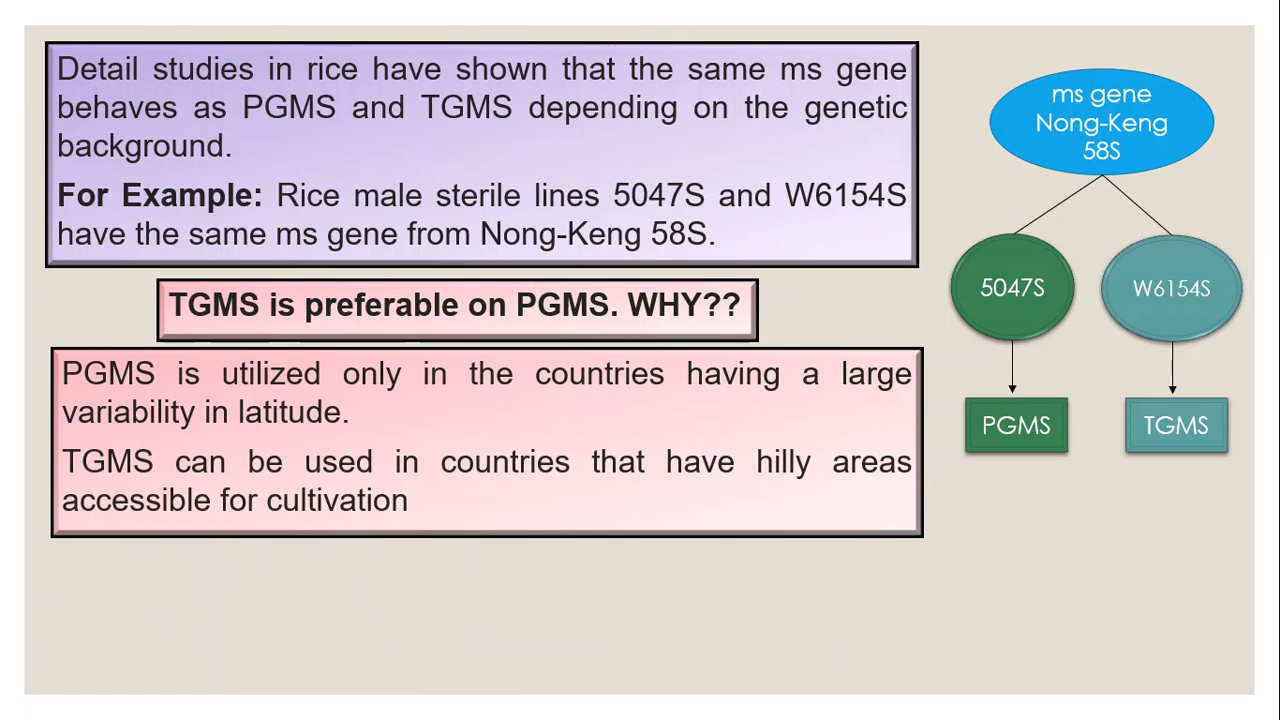 Detail studies in rice have shown that the same ms gene
behaves as PGMS and TGMS depending on the genetic
background.
For Example: Rice male sterile lines 5047S and W6154S
have the same ms gene from Nong-Keng 58S.
TGMS is preferable on PGMS. WHY??
PGMS is utilized only in the countries having a large
variability in latitude.
TGMS can be used in countries that have hilly areas
accessible for cultivation
ms gene
Nong-Keng
58S
5047S
W6154S
PGMS
TGMS